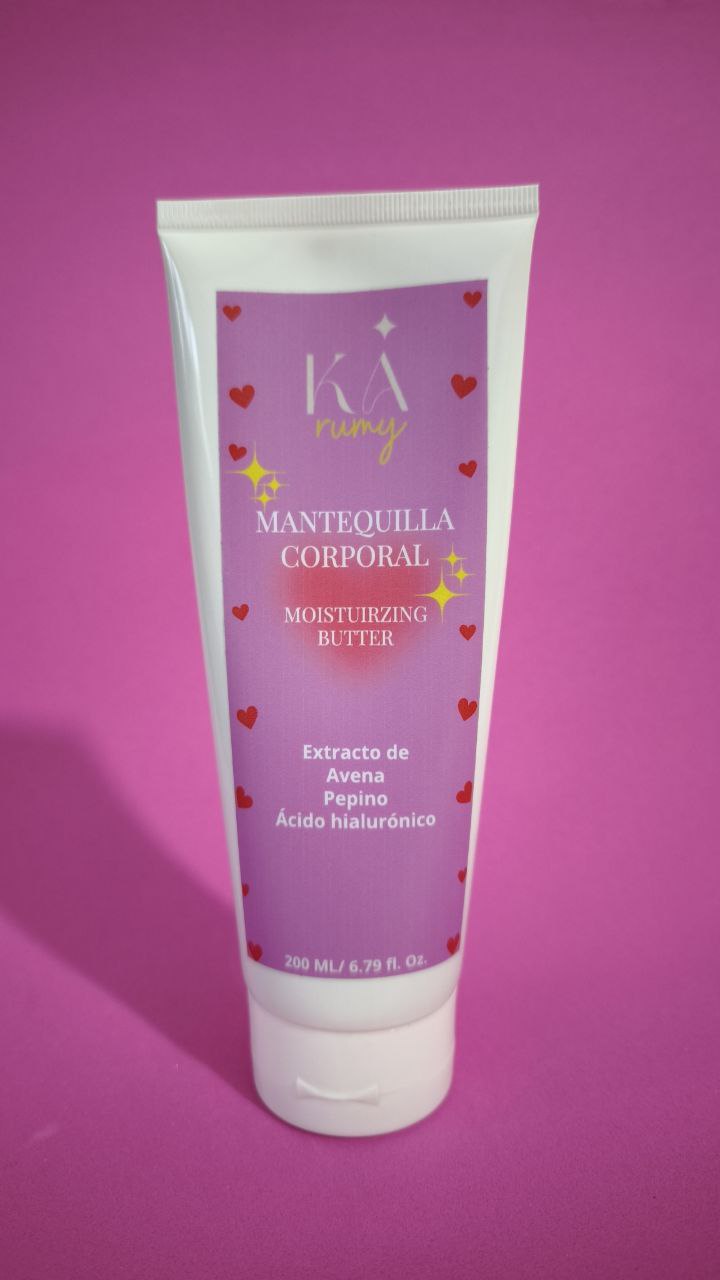 KA
rumy
MANTEQUILLA
CORPORAL
MOISTUIRZING
BUTTER
Extracto de
Avena
Pepino
Ácido hialurónico
200 ML/ 6.79 fl. Oz.